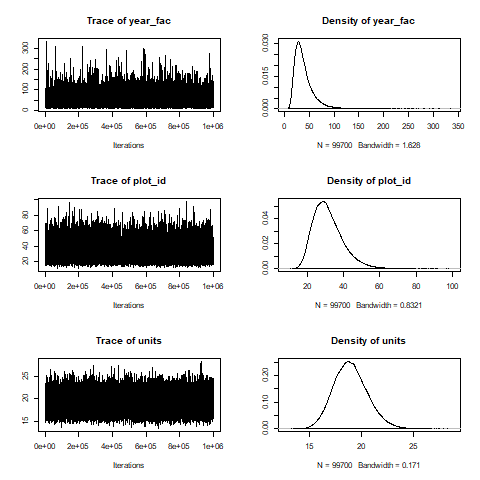 Trace of year_fac
Density of year_fac
0 100 200 300
0e+00 2e+05 4e+05 6e+05 8e+05 1e+06
Iterations
0.000 0.015 0.030
0 50 100 150 200 250 300 350
N = 99700 Bandwidth = 1.628
Trace of plot_id
Density of plot_id
20 40 60 80
0e+00 2e+05 4e+05 6e+05 8e+05 1e+06
Iterations
0.00 0.02 0.04
20 40 60 80 100
N = 99700 Bandwidth = 0.8321
Trace of units
Density of units
15 20 25
0e+00 2e+05 4e+05 6e+05 8e+05 1e+06
Iterations
0.00 0.10 0.20
15 20 25
N = 99700 Bandwidth = 0.171